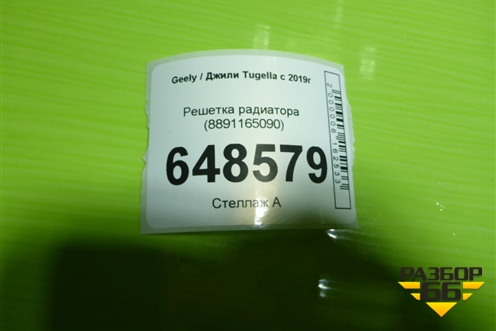 Geely / Джили Tugella с 2019г
Решетка радиатора
(8891165090)
648579
Стеллаж А
РАЗБОР
66